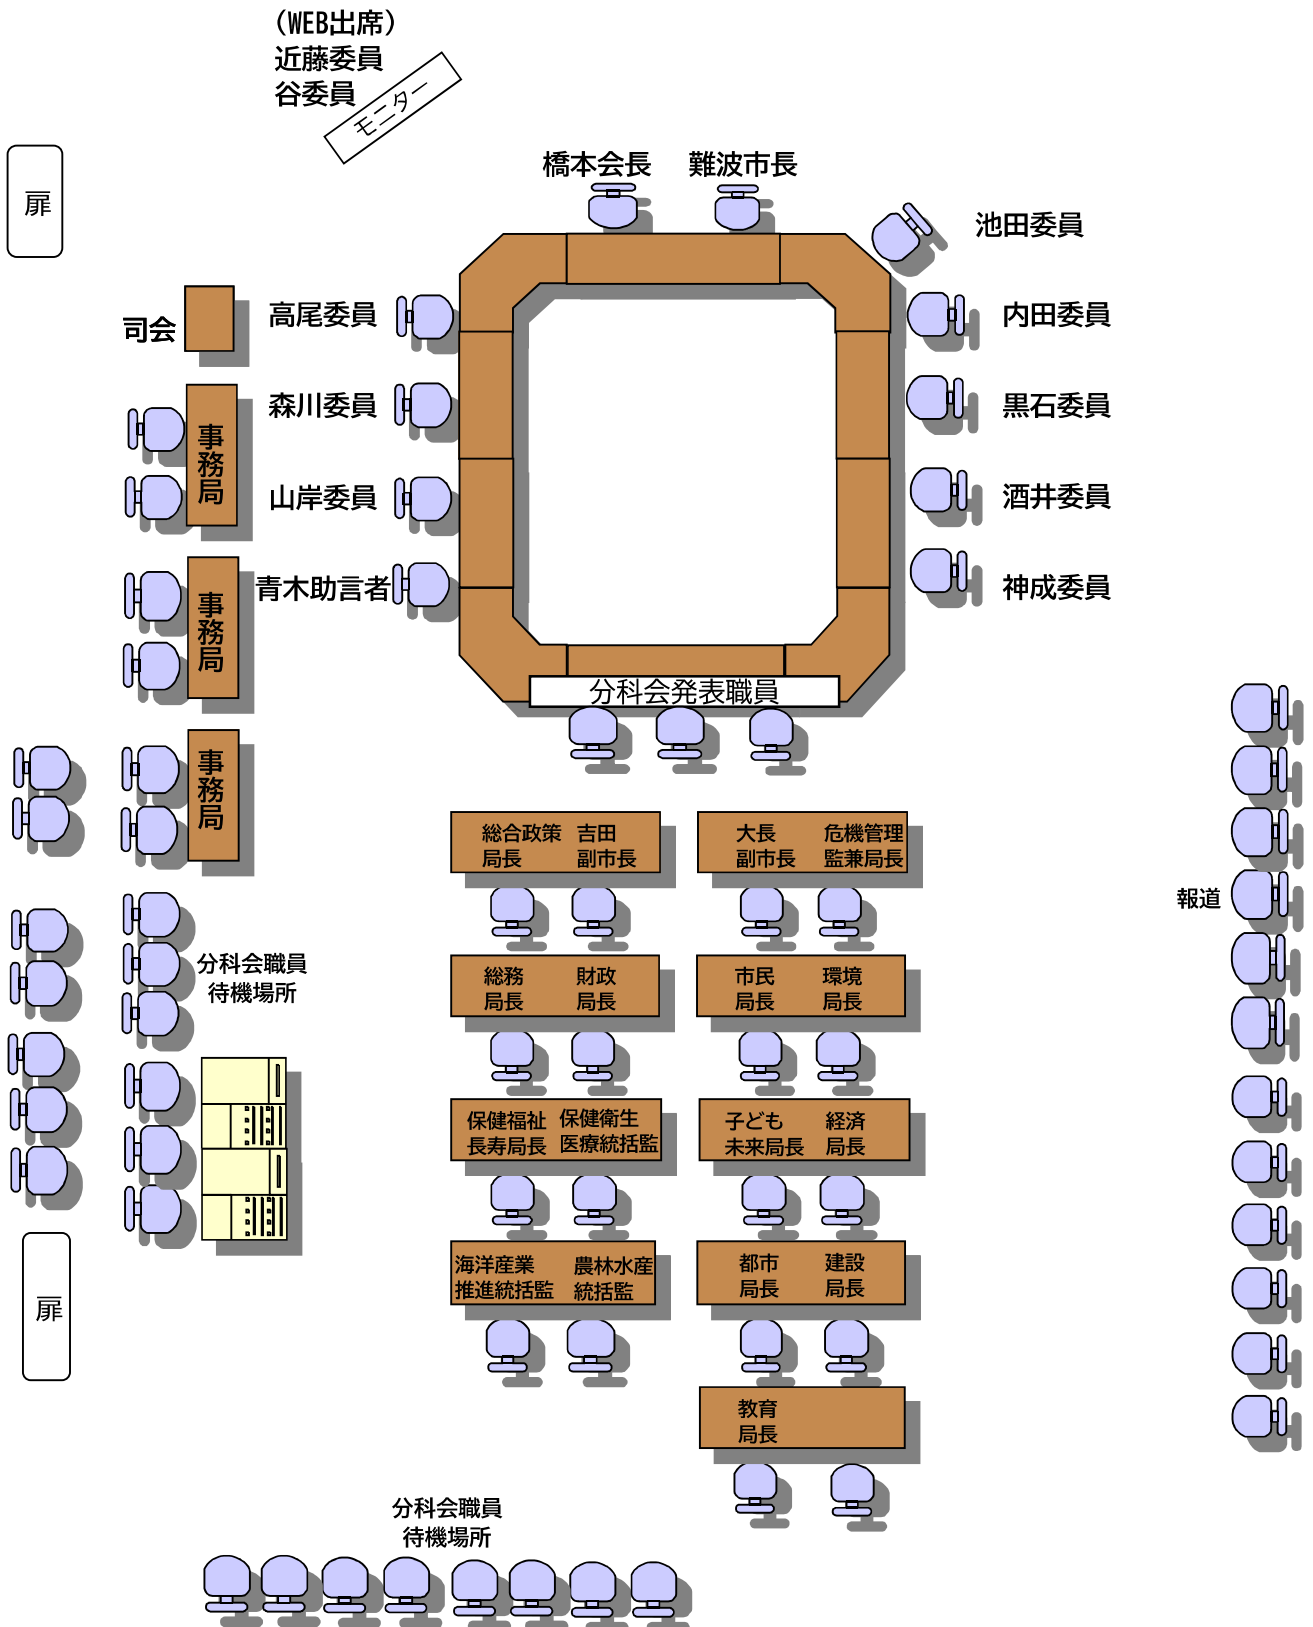 （WEB出席）
近藤委員
谷委員
モニター
扉
橋本会長
難波市長
池田委員
司会
高尾委員
内田委員
森川委員
黒石委員
事務局
山岸委員
酒井委員
青木助言者
神成委員
事務局
分科会発表職員
事務局
総合政策
局長
吉田
副市長
大長
副市長
危機管理
監兼局長
報道
分科会職員
待機場所
総務
局長
財政
局長
市民
局長
環境
局長
保健福祉
長寿局長
保健衛生
医療統括監
子ども
未来局長
経済
局長
海洋産業
推進統括監
農林水産
統括監
都市
局長
建設
局長
扉
教育
局長
分科会職員
待機場所